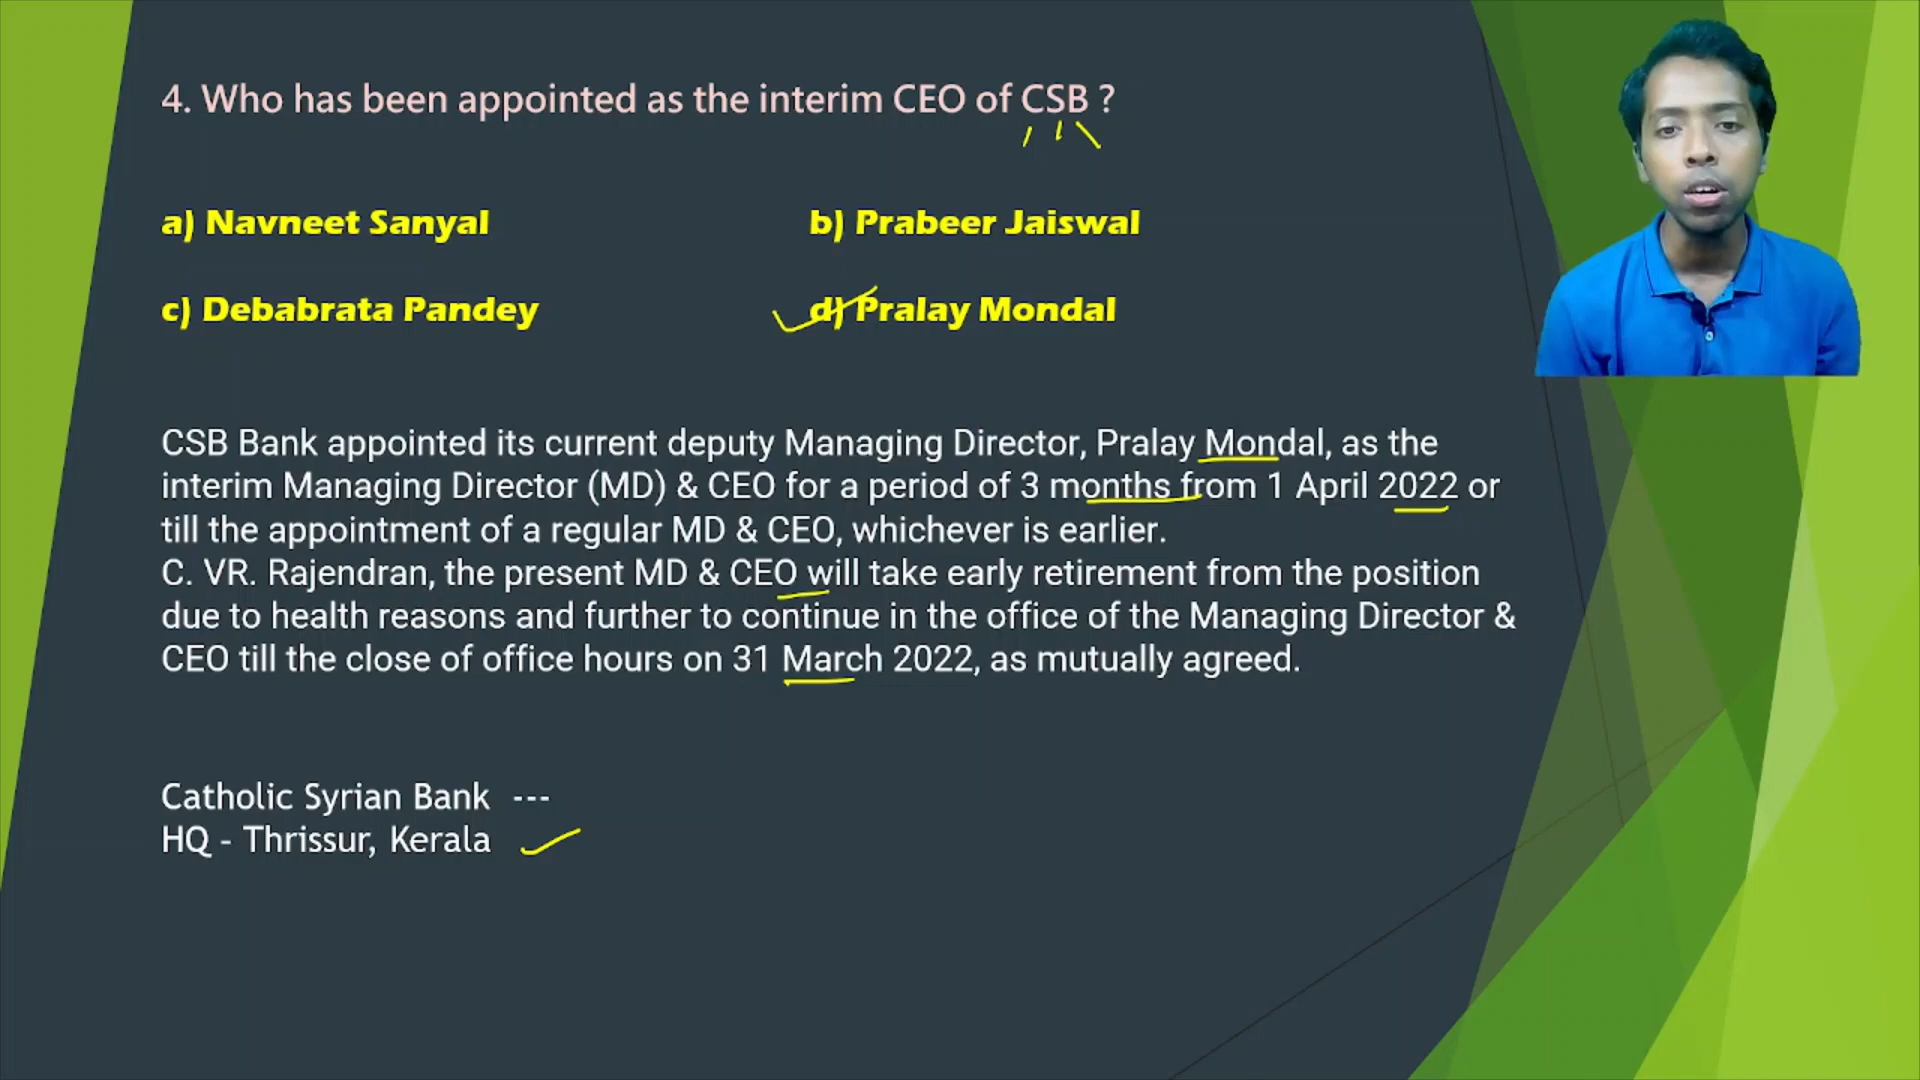 4. Who has been appointed as the interim CEO of CSB ?
a) Navneet Sanyal
b) Prabeer Jaiswal
c) Debabrata Pandey
d) Pralay Mondal
CSB Bank appointed its current deputy Managing Director, Pralay Mondal, as the
interim Managing Director (MD) & CEO for a period of 3 months from 1 April 2022 or
till the appointment of a regular MD & CEO, whichever is earlier.
C. VR. Rajendran, the present MD & CEO will take early retirement from the position
due to health reasons and further to continue in the office of the Managing Director &
CEO till the close of office hours on 31 March 2022, as mutually agreed.
Catholic Syrian Bank ---
HQ - Thrissur, Kerala